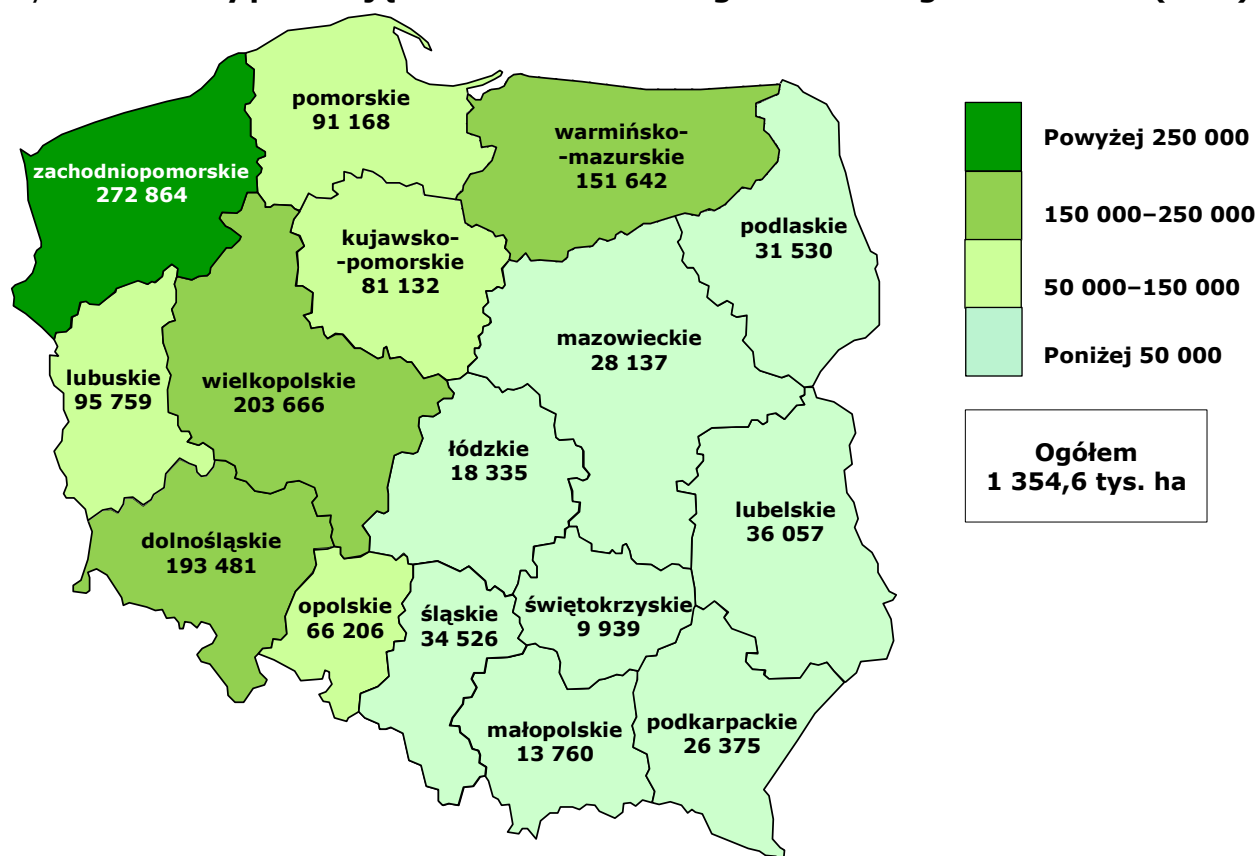 pomorskie
91 168
warmińsko-
-mazurskie
151 642
zachodniopomorskie
272 864
podlaskie
31 530
kujawsko-
-pomorskie
81 132
mazowieckie
28 137
lubuskie
95 759
wielkopolskie
203 666
łódzkie
18 335
lubelskie
36 057
dolnośląskie
193 481
opolskie
66 206
śląskie
34 526
świętokrzyskie
9 939
małopolskie
13 760
podkarpackie
26 375
Powyżej 250 000
150 000–250 000
50 000–150 000
Poniżej 50 000
Ogółem
1 354,6 tys. ha